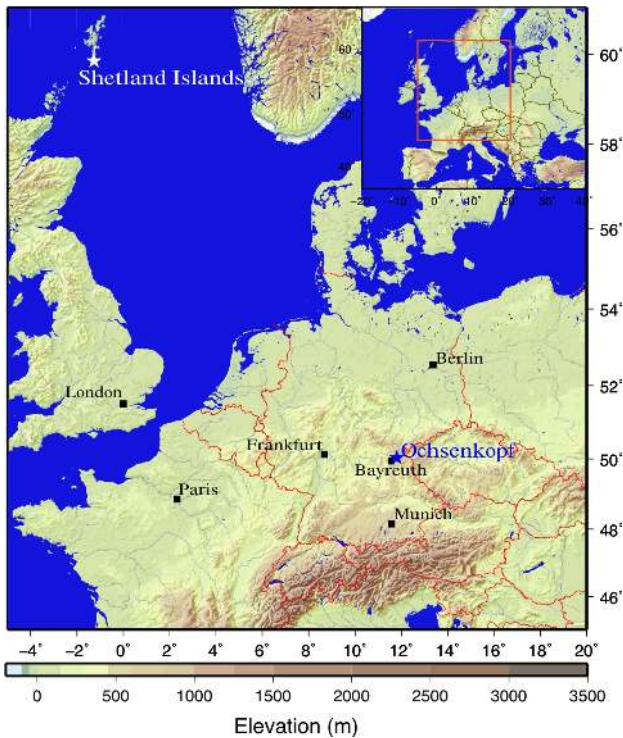 Shetland Islands
60
50
40
−20
−10
0
10
20
30
40
60˚
58˚
56˚
54˚
52˚
50˚
48˚
46˚
Berlin
London
Frankfurt
Ochsenkopf
Bayreuth
Paris
Munich
−4˚ −2˚ 0˚ 2˚ 4˚ 6˚ 8˚ 10˚ 12˚ 14˚ 16˚ 18˚ 20˚
0 500 1000 1500 2000 2500 3000 3500
Elevation (m)